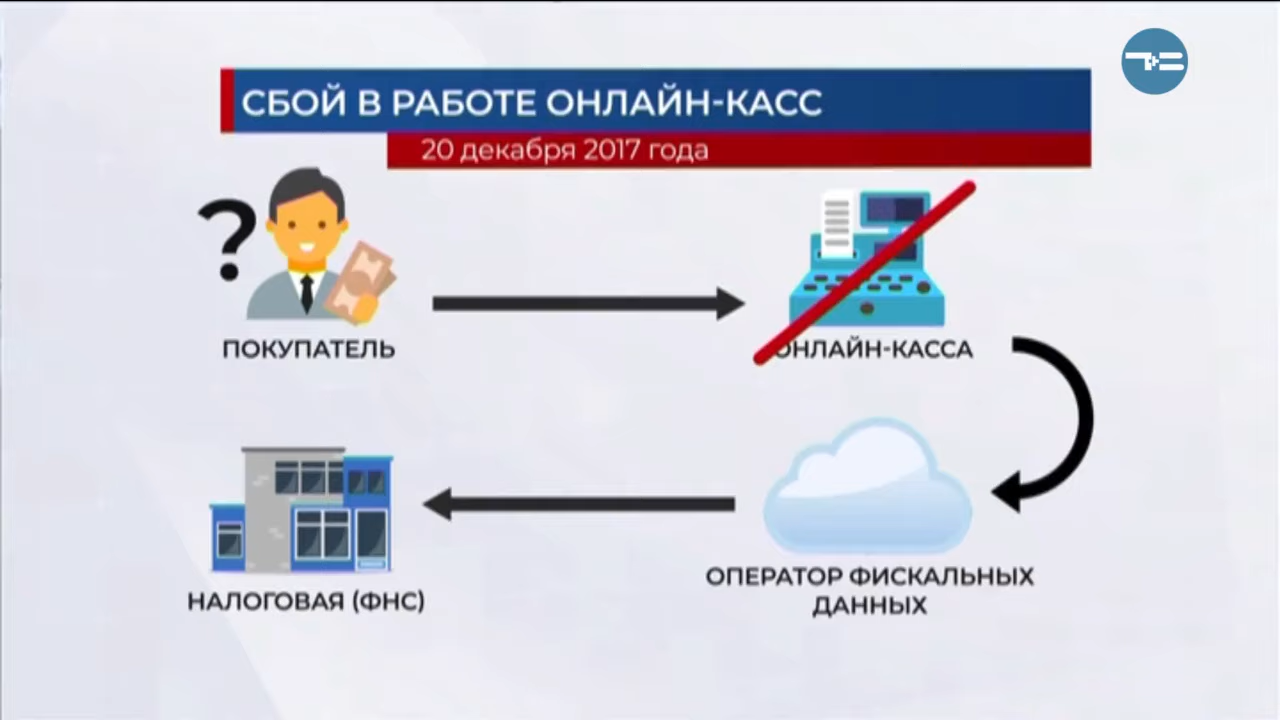 СБОЙ В РАБОТЕ ОНЛАЙН-КАСС
20 декабря 2017 года
?
ПОКУПАТЕЛЬ
ОНЛАЙН-КАССА
НАЛОГОВАЯ (ФНС)
ОПЕРАТОР ФИСКАЛЬНЫХ
ДАННЫХ